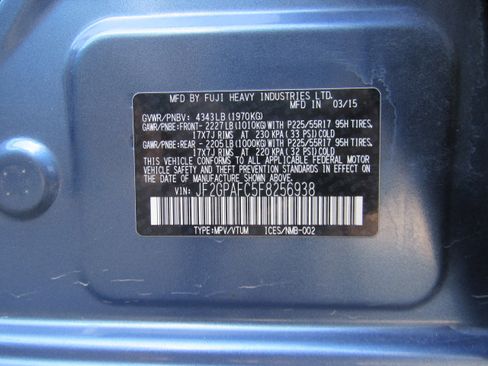 MFD BY FUJI HEAVY INDUSTRIES LTD.
MFD IN 03/15
GVWR/PNBV: 4343LB (1970KG)
GAWR/PNBE:FRONT- 2227LB(1010KG)WITH P225/55R17 95H TIRES,
17X7J RIMS AT 230 KPA(33 PSI)COLD
GAWR/PNBE:REAR - 2205LB(1000KG)WITH P225/55R17 95H TIRES,
17X7J RIMS AT 220 KPA(32 PSI)COLD
THIS VEHICLE CONFORMS TO ALL APPLICABLE FEDERAL MOTOR
VEHICLE SAFETY, BUMPER, AND THEFT PREVENTION STANDARDS IN
EFFECT ON THE DATE OF MANUFACTURE SHOWN ABOVE.
VIN: JF2GPAFC5F8256938
TYPE:MPV/VTUM ICES/NMB-002